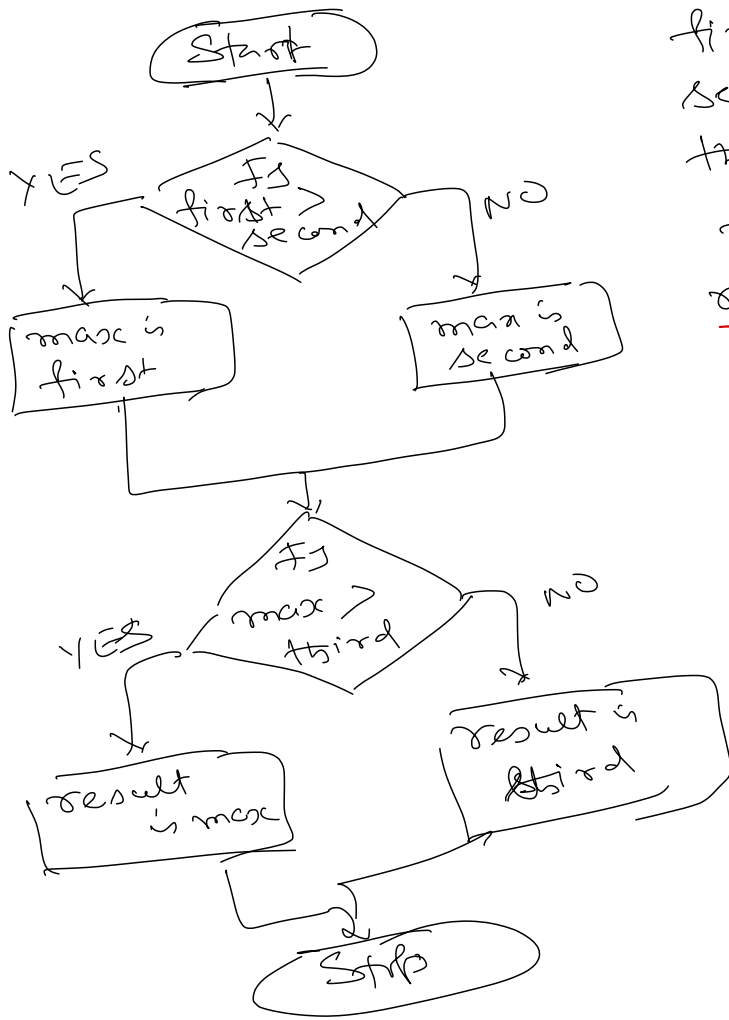 Start
YES
Is
first >
second
NO
max is
first
max is
second
Is
max >
third
YES
NO
result
is max
result is
third
Stop